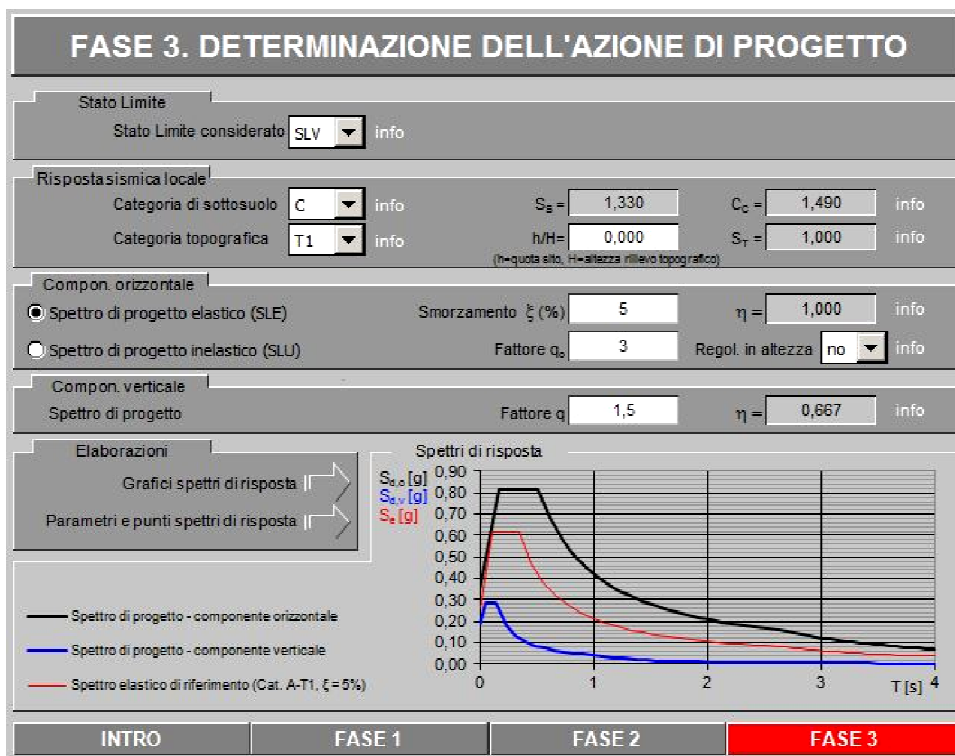 FASE 3. DETERMINAZIONE DELL'AZIONE DI PROGETTO
Stato Limite
Stato Limite considerato SLV info
Risposta sismica locale
Categoria di sottosuolo C info S_S = 1,330 C_C = 1,490 info
Categoria topografica T1 info h/H= 0,000 S_T = 1,000 info
(h=quota sito, H=altezza rilievo topografico)
Compon. orizzontale
Spettro di progetto elastico (SLE) Smorzamento ξ (%) 5 η = 1,000 info
Spettro di progetto inelastico (SLU) Fattore q_o 3 Regol. in altezza no info
Compon. verticale
Spettro di progetto Fattore q 1,5 η = 0,667 info
Elaborazioni
Grafici spettri di risposta
Parametri e punti spettri di risposta
Spettri di risposta
S_d,o [g]
S_d,v [g]
S_e [g]
0,90
0,80
0,70
0,60
0,50
0,40
0,30
0,20
0,10
0,00
0 1 2 3 T [s] 4
Spettro di progetto - componente orizzontale
Spettro di progetto - componente verticale
Spettro elastico di riferimento (Cat. A-T1, ξ = 5%)
INTRO FASE 1 FASE 2 FASE 3